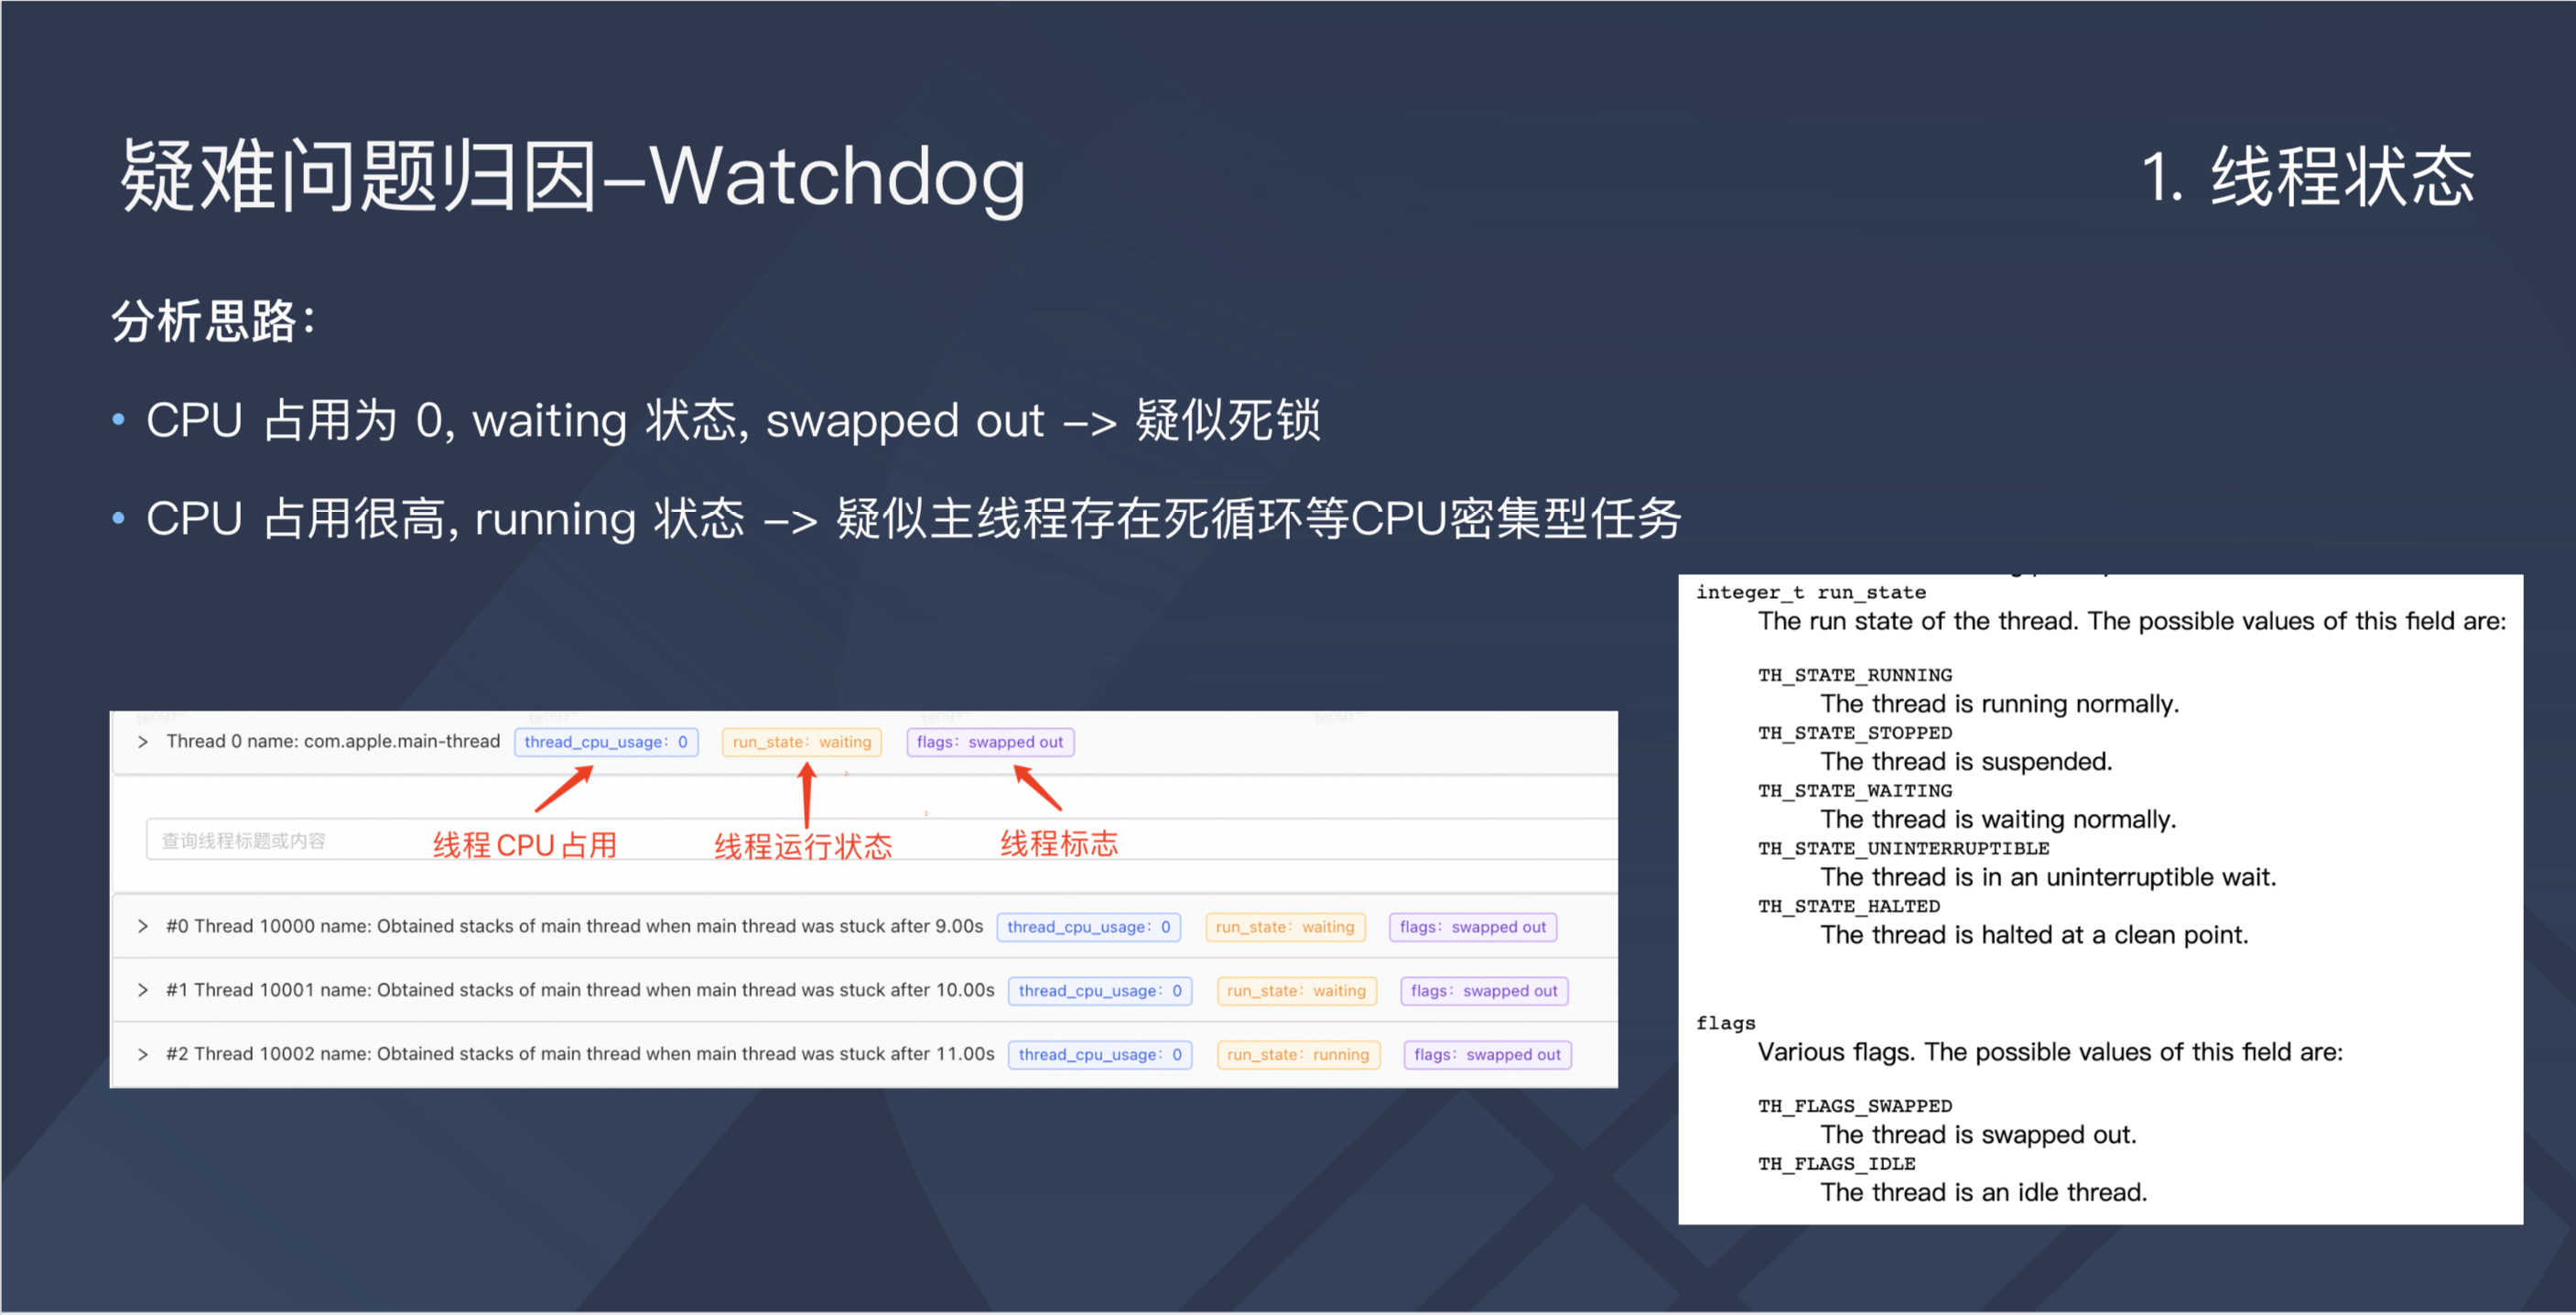 疑难问题归因–Watchdog
1. 线程状态
分析思路：
• CPU 占用为 0, waiting 状态, swapped out –> 疑似死锁
• CPU 占用很高, running 状态 –> 疑似主线程存在死循环等CPU密集型任务
> Thread 0 name: com.apple.main-thread thread_cpu_usage: 0 run_state: waiting flags: swapped out
线程 CPU 占用 线程运行状态 线程标志
查询线程标题或内容
> #0 Thread 10000 name: Obtained stacks of main thread when main thread was stuck after 9.00s thread_cpu_usage: 0 run_state: waiting flags: swapped out
> #1 Thread 10001 name: Obtained stacks of main thread when main thread was stuck after 10.00s thread_cpu_usage: 0 run_state: waiting flags: swapped out
> #2 Thread 10002 name: Obtained stacks of main thread when main thread was stuck after 11.00s thread_cpu_usage: 0 run_state: running flags: swapped out
integer_t run_state
The run state of the thread. The possible values of this field are:
TH_STATE_RUNNING
The thread is running normally.
TH_STATE_STOPPED
The thread is suspended.
TH_STATE_WAITING
The thread is waiting normally.
TH_STATE_UNINTERRUPTIBLE
The thread is in an uninterruptible wait.
TH_STATE_HALTED
The thread is halted at a clean point.
flags
Various flags. The possible values of this field are:
TH_FLAGS_SWAPPED
The thread is swapped out.
TH_FLAGS_IDLE
The thread is an idle thread.